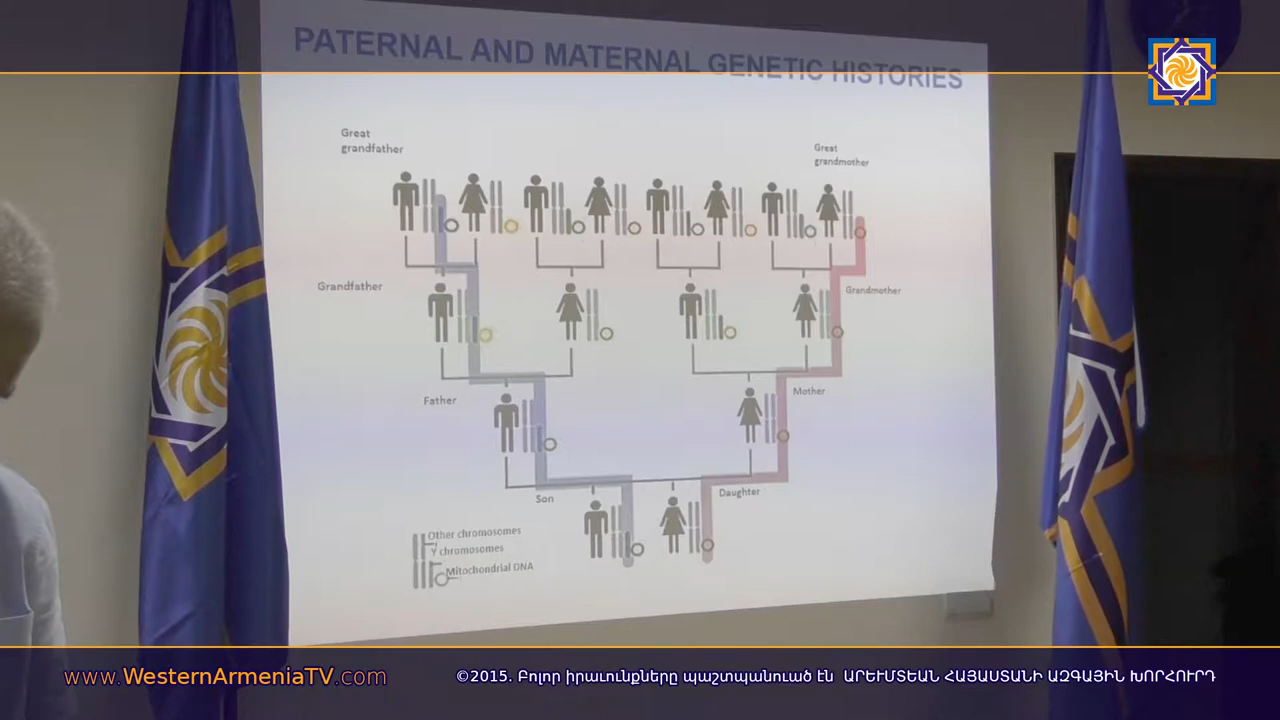 PATERNAL AND MATERNAL GENETIC HISTORIES
Great
grandfather
Great
grandmother
Grandfather
Grandmother
Father
Mother
Son
Daughter
Other chromosomes
Y chromosomes
Mitochondrial DNA
www.WesternArmeniaTV.com
©2015. Բոլոր իրաւունքները պաշտպանուած են ԱՐԵՒՄՏԵԱՆ ՀԱՅԱՍՏԱՆԻ ԱԶԳԱՅԻՆ ԽՈՐՀՈՒՐԴ